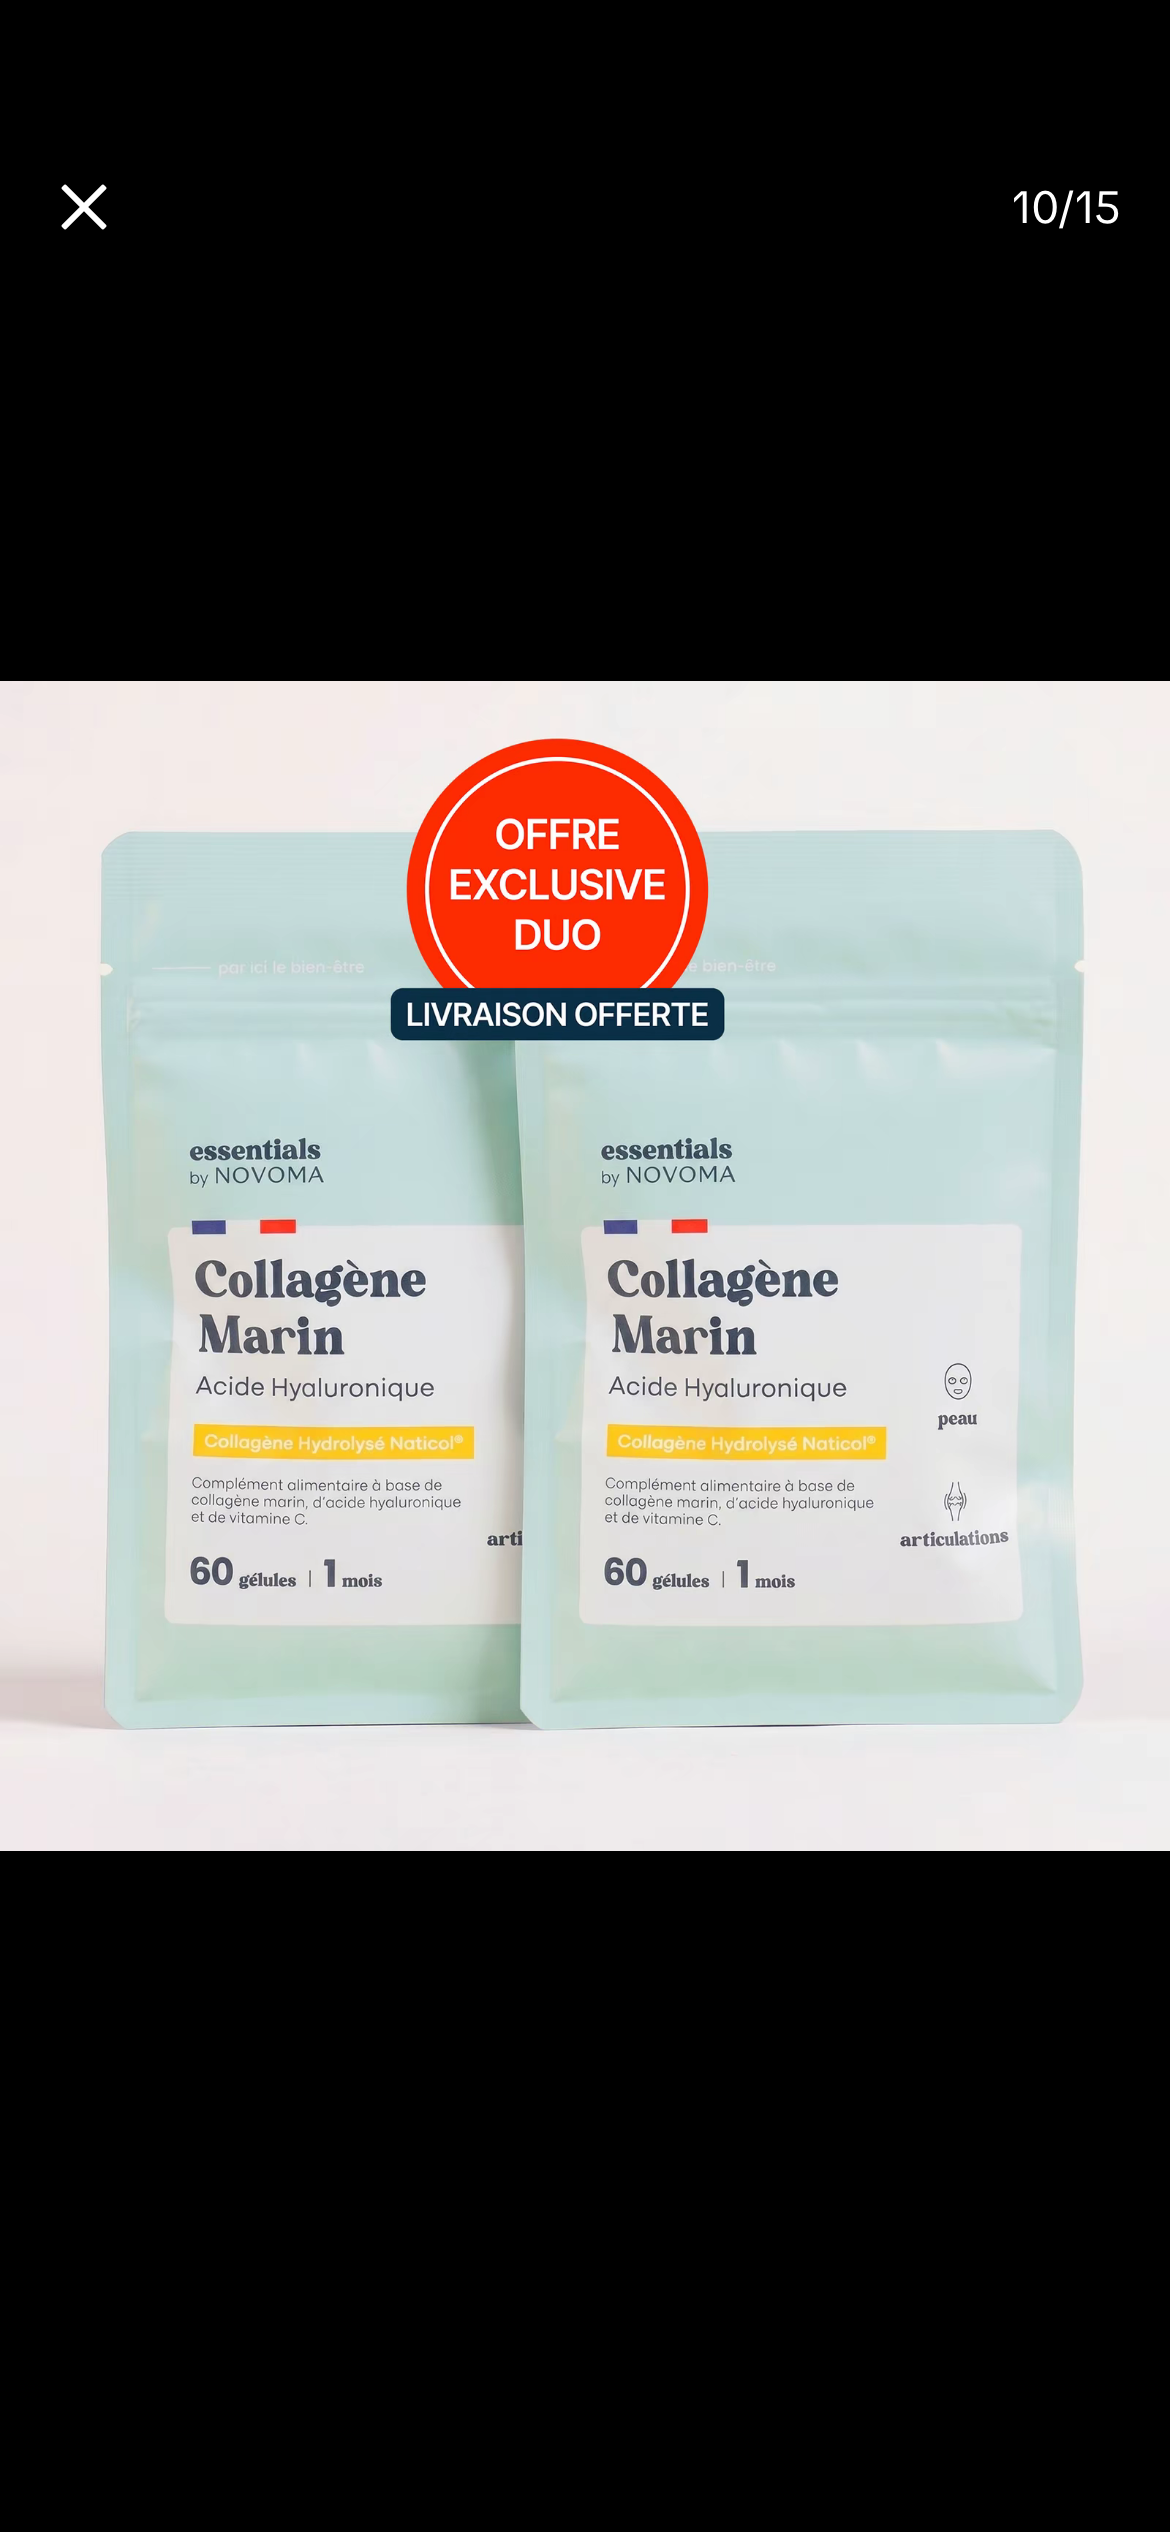 10/15
OFFRE
EXCLUSIVE
DUO
LIVRAISON OFFERTE
par ici le bien-être
essentials
by NOVOMA
Collagène
Marin
Acide Hyaluronique
Collagène Hydrolysé Naticol®
Complément alimentaire à base de
collagène marin, d'acide hyaluronique
et de vitamine C.
60 gélules | 1 mois
bien-être
essentials
by NOVOMA
Collagène
Marin
Acide Hyaluronique
Collagène Hydrolysé Naticol®
Complément alimentaire à base de
collagène marin, d'acide hyaluronique
et de vitamine C.
60 gélules | 1 mois
peau
articulations